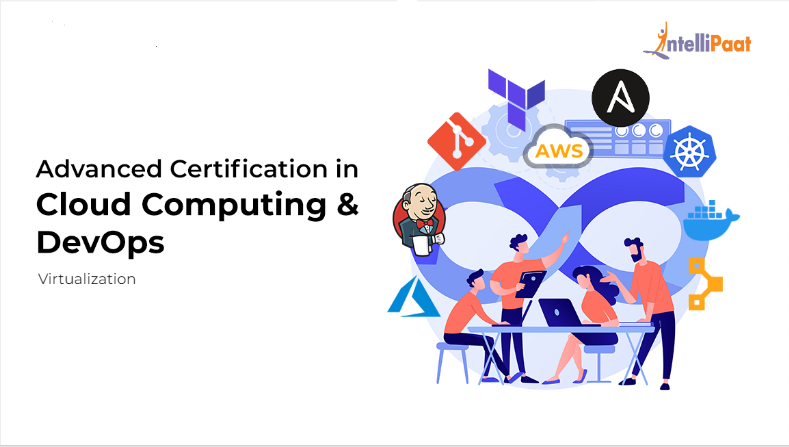 IntelliPaat
AWS
Advanced Certification in
Cloud Computing &
DevOps
Virtualization